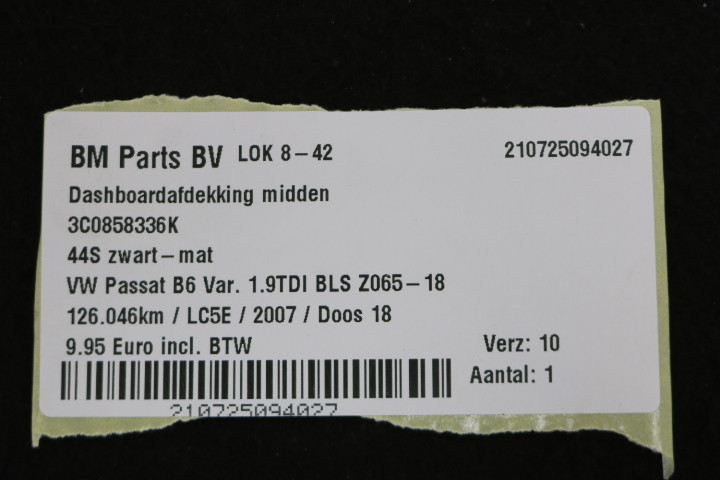 BM Parts BV LOK 8-42 210725094027
Dashboardafdekking midden
3C0858336K
44S zwart-mat
VW Passat B6 Var. 1.9TDI BLS Z065-18
126.046km / LC5E / 2007 / Doos 18
9.95 Euro incl. BTW Verz: 10
Aantal: 1
210725094027